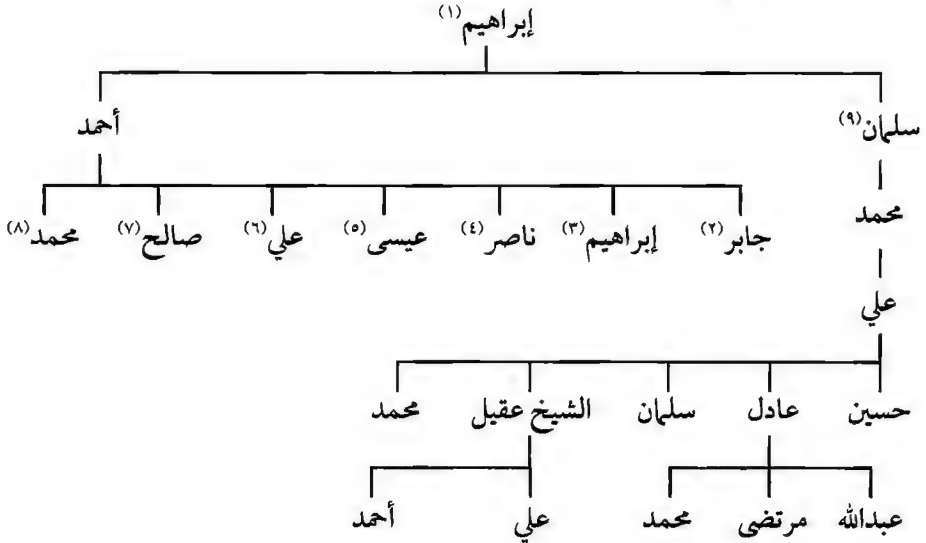 إبراهيم(١)
سلمان(٩) أحمد
محمد
جابر(٢) إبراهيم(٣) ناصر(٤) عيسى(٥) علي(٦) صالح(٧) محمد(٨)
علي
حسين عادل سلمان الشيخ عقيل محمد
عبدالله مرتضى محمد علي أحمد